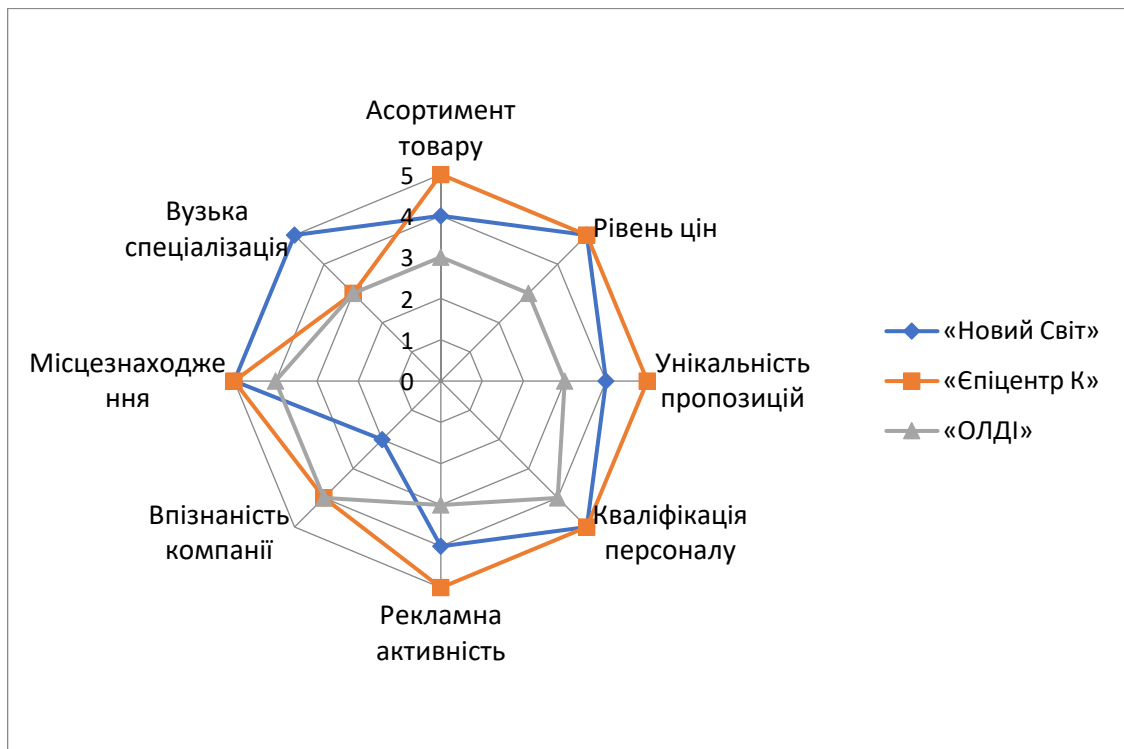 Асортимент
товару
5
4
3
2
1
0
Рівень цін
Унікальність
пропозицій
Кваліфікація
персоналу
Рекламна
активність
Впізнаність
компанії
Місцезнаходже
ння
Вузька
спеціалізація
«Новий Світ»
«Єпіцентр К»
«ОЛДІ»